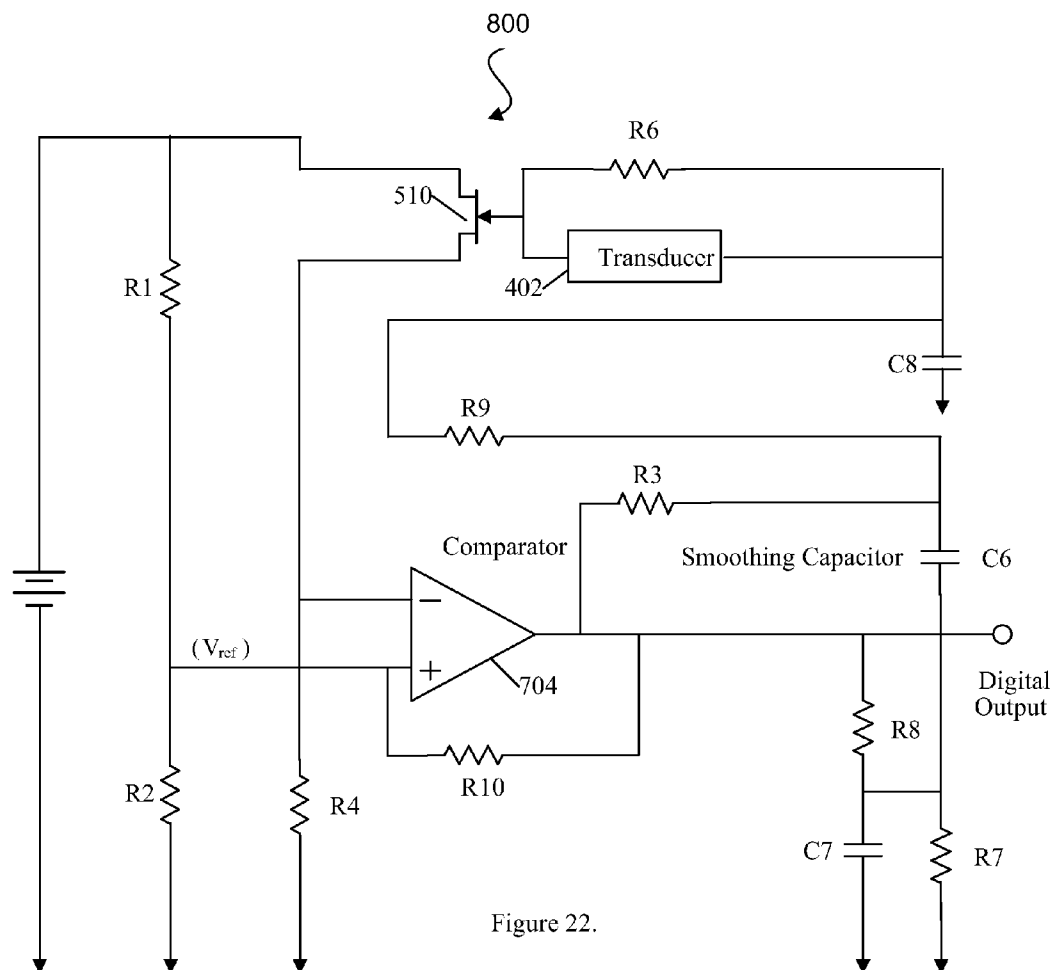 800
R6
510
Transducer
402
R1
C8
R9
R3
Comparator
Smoothing Capacitor
C6
(Vref)
704
Digital
Output
R8
R10
R2
R4
C7
R7
Figure 22.